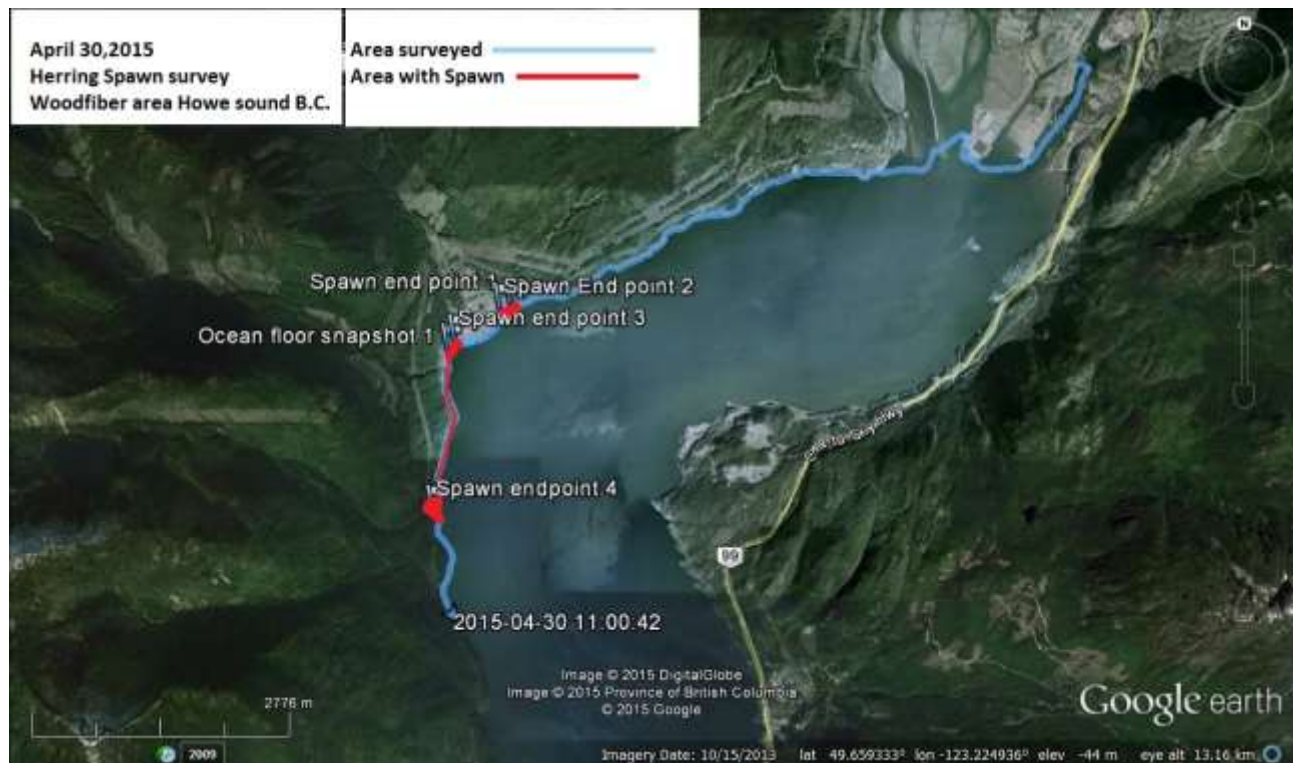 April 30,2015
Herring Spawn survey
Woodfiber area Howe sound B.C.
Area surveyed
Area with Spawn
N
Spawn end point 1
Spawn End point 2
Spawn end point 3
Ocean floor snapshot 1
Spawn endpoint 4
99
2015-04-30 11:00:42
Image © 2015 DigitalGlobe
Image © 2015 Province of British Columbia
© 2015 Google
2776 m
Google earth
2009
Imagery Date: 10/15/2013 lat 49.659333° lon -123.224936° elev -44 m eye alt 13.16 km